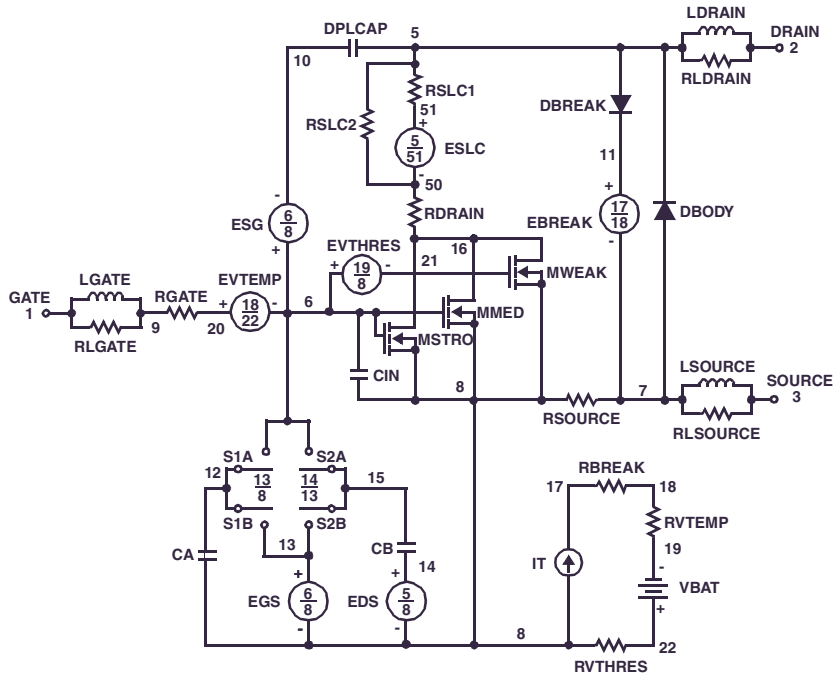 LDRAIN
DPLCAP 5 DRAIN
2
10
RLDRAIN
RSLC1
51
+
DBREAK
RSLC2
5
51
ESLC
11
-
50
-
+
RDRAIN
17
18
EBREAK
DBODY
ESG
6
8
+
EVTHRES
16
-
+
19
8
-
21
MWEAK
LGATE
EVTEMP
GATE
1
RGATE
+
18
22
-
6
MMED
9
20
RLGATE
MSTRO
LSOURCE
CIN
8
7
SOURCE
3
RSOURCE
RLSOURCE
S1A
S2A
12
13
8
14
13
15
17
RBREAK
18
S1B
S2B
RVTEMP
CA
13
CB
14
19
IT
-
+
+
VBAT
EGS
6
8
EDS
5
8
+
-
-
8
22
RVTHRES